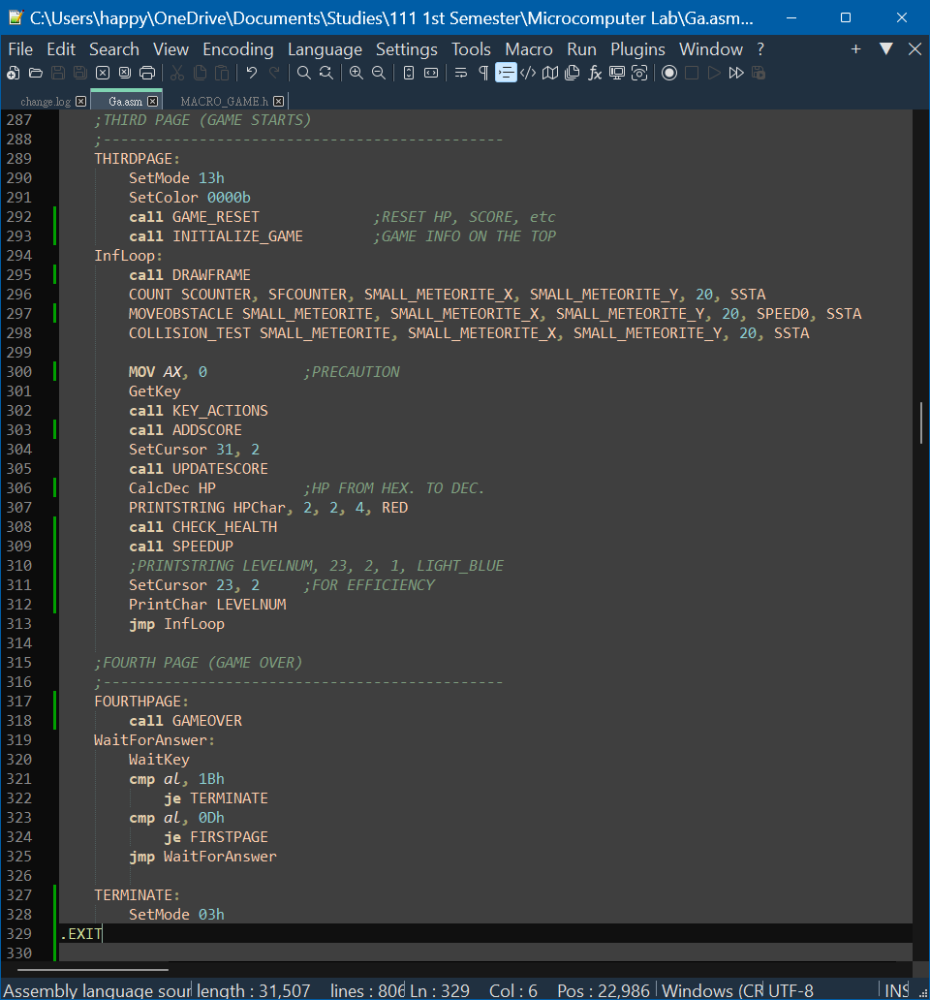 C:\Users\happy\OneDrive\Documents\Studies\111 1st Semester\Microcomputer Lab\Ga.asm...
File Edit Search View Encoding Language Settings Tools Macro Run Plugins Window ?
change.log Ga.asm MACRO_GAME.h
287 ;THIRD PAGE (GAME STARTS)
288 ;----------------------------------------------
289 THIRDPAGE:
290 SetMode 13h
291 SetColor 0000b
292 call GAME_RESET ;RESET HP, SCORE, etc
293 call INITIALIZE_GAME ;GAME INFO ON THE TOP
294 InfLoop:
295 call DRAWFRAME
296 COUNT SCOUNTER, SFCOUNTER, SMALL_METEORITE_X, SMALL_METEORITE_Y, 20, SSTA
297 MOVEOBSTACLE SMALL_METEORITE, SMALL_METEORITE_X, SMALL_METEORITE_Y, 20, SPEED0, SSTA
298 COLLISION_TEST SMALL_METEORITE, SMALL_METEORITE_X, SMALL_METEORITE_Y, 20, SSTA
299
300 MOV AX, 0 ;PRECAUTION
301 GetKey
302 call KEY_ACTIONS
303 call ADDSCORE
304 SetCursor 31, 2
305 call UPDATESCORE
306 CalcDec HP ;HP FROM HEX. TO DEC.
307 PRINTSTRING HPChar, 2, 2, 4, RED
308 call CHECK_HEALTH
309 call SPEEDUP
310 ;PRINTSTRING LEVELNUM, 23, 2, 1, LIGHT_BLUE
311 SetCursor 23, 2 ;FOR EFFICIENCY
312 PrintChar LEVELNUM
313 jmp InfLoop
314
315 ;FOURTH PAGE (GAME OVER)
316 ;----------------------------------------------
317 FOURTHPAGE:
318 call GAMEOVER
319 WaitForAnswer:
320 WaitKey
321 cmp al, 1Bh
322 je TERMINATE
323 cmp al, 0Dh
324 je FIRSTPAGE
325 jmp WaitForAnswer
326
327 TERMINATE:
328 SetMode 03h
329 .EXIT
330
Assembly language sour length : 31,507 lines : 806 Ln : 329 Col : 6 Pos : 22,986 Windows (CR UTF-8 INS